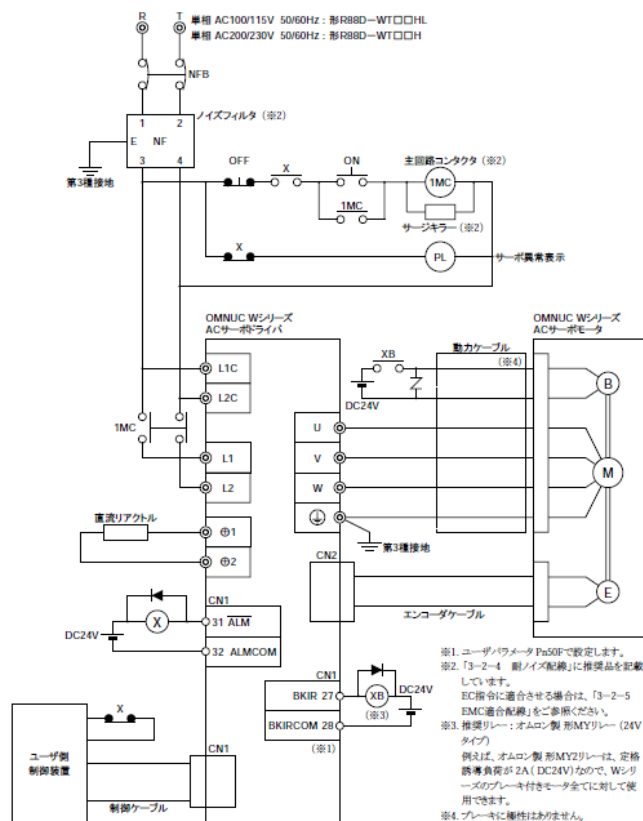 R T 単相 AC100/115V 50/60Hz : 形R88D-WT□□HL
単相 AC200/230V 50/60Hz : 形R88D-WT□□H
NFB
ノイズフィルタ (※2)
1 2
E NF
3 4
第3種接地
OFF X ON 主回路コンタクタ (※2)
1MC
1MC サージキラー (※2)
X
PL サーボ異常表示
OMNUC Wシリーズ
ACサーボドライバ
OMNUC Wシリーズ
ACサーボモータ
L1C
L2C
XB
動力ケーブル
(※4)
DC24V
B
1MC
U
V
W
M
L1
L2
直流リアクトル
⊕1
⊕2
第3種接地
CN2
E
エンコーダケーブル
CN1
X
31 ALM
DC24V
32 ALMCOM
CN1
BKIR 27
XB
DC24V
(※3)
BKIRCOM 28
(※1)
X
ユーザ側
制御装置
CN1
制御ケーブル
※1. ユーザパラメータ Pn50Fで設定します。
※2. 「3-2-4 耐ノイズ配線」に推奨品を記載
しています。
EC指令に適合させる場合は、「3-2-5
EMC適合配線」をご参照ください。
※3. 推奨リレー : オムロン製 形MYリレー (24V
タイプ)
例えば、オムロン製 形MY2リレーは、定格
誘導負荷が 2A ( DC24V) なので、Wシリ
ーズのブレーキ付きモータ全てに対して使
用できます。
※4. ブレーキに極性はありません。